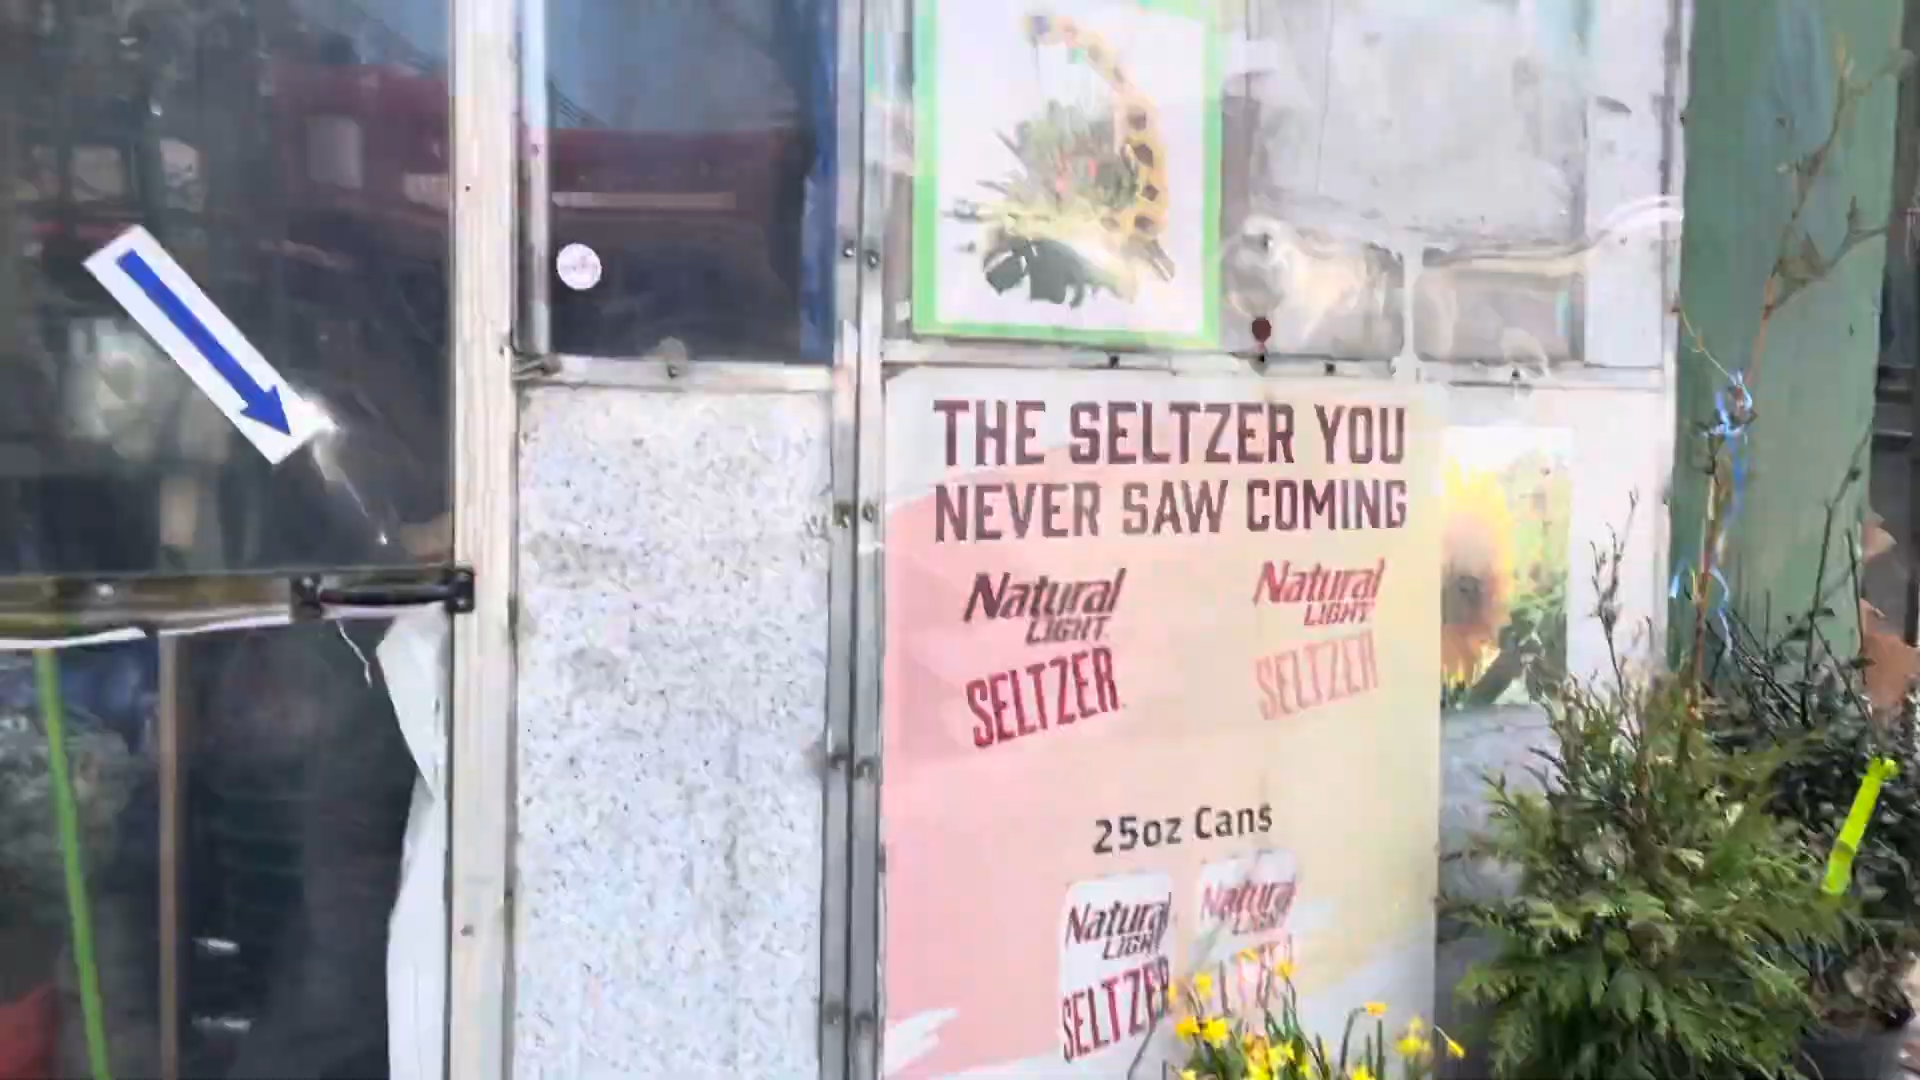 THE SELTZER YOU
NEVER SAW COMING
Natural
LIGHT
SELTZER
Natural
LIGHT
SELTZER
25oz Cans
Natural
LIGHT
SELTZER
Natural
LIGHT
SELTZER